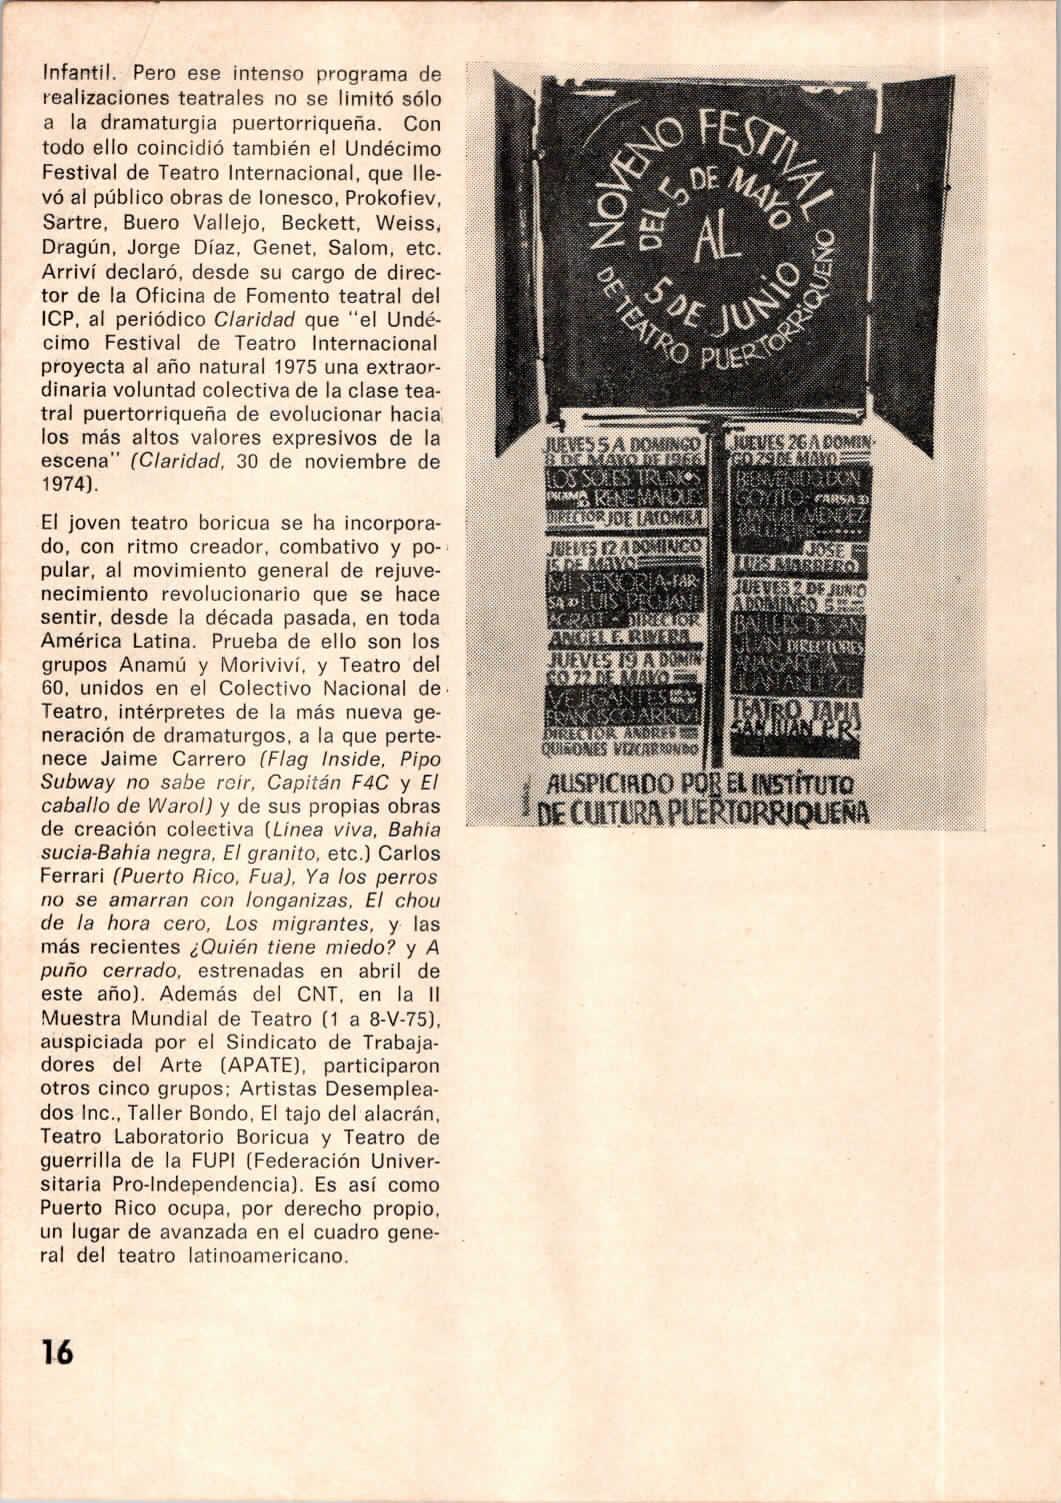 Infantil. Pero ese intenso programa de
realizaciones teatrales no se limitó sólo
a la dramaturgia puertorriqueña. Con
todo ello coincidió también el Undécimo
Festival de Teatro Internacional, que lle-
vó al público obras de Ionesco, Prokofiev,
Sartre, Buero Vallejo, Beckett, Weiss,
Dragún, Jorge Díaz, Genet, Salom, etc.
Arriví declaró, desde su cargo de direc-
tor de la Oficina de Fomento teatral del
ICP, al periódico Claridad que "el Undé-
cimo Festival de Teatro Internacional
proyecta al año natural 1975 una extraor-
dinaria voluntad colectiva de la clase tea-
tral puertorriqueña de evolucionar hacia
los más altos valores expresivos de la
escena" (Claridad, 30 de noviembre de
1974).
El joven teatro boricua se ha incorpora-
do, con ritmo creador, combativo y po-
pular, al movimiento general de rejuve-
necimiento revolucionario que se hace
sentir, desde la década pasada, en toda
América Latina. Prueba de ello son los
grupos Anamú y Moriviví, y Teatro del
60, unidos en el Colectivo Nacional de
Teatro, intérpretes de la más nueva ge-
neración de dramaturgos, a la que perte-
nece Jaime Carrero (Flag Inside, Pipo
Subway no sabe reír, Capitán F4C y El
caballo de Warol) y de sus propias obras
de creación colectiva (Línea viva, Bahía
sucia-Bahía negra, El granito, etc.) Carlos
Ferrari (Puerto Rico, Fua), Ya los perros
no se amarran con longanizas, El chou
de la hora cero, Los migrantes, y las
más recientes ¿Quién tiene miedo? y A
puño cerrado, estrenadas en abril de
este año). Además del CNT, en la II
Muestra Mundial de Teatro (1 a 8-V-75),
auspiciada por el Sindicato de Trabaja-
dores del Arte (APATE), participaron
otros cinco grupos; Artistas Desemplea-
dos Inc., Taller Bondo, El tajo del alacrán,
Teatro Laboratorio Boricua y Teatro de
guerrilla de la FUPI (Federación Univer-
sitaria Pro-Independencia). Es así como
Puerto Rico ocupa, por derecho propio,
un lugar de avanzada en el cuadro gene-
ral del teatro latinoamericano.
16
NOVENO FESTIVAL
DE TEATRO PUERTORRIQUEÑO
DEL 5 DE MAYO
AL
5 DE JUNIO
JUEVES 5 A DOMINGO
8 DE MAYO DE 1966
LOS SOLES TRUNCOS
DRAMA D RENE MARQUES
DIRECTOR JOE LACOMBA
JUEVES 12 A DOMINGO
15 DE MAYO
MI SEÑORIA-FAR-
SA D LUIS RECHANI
AGRAIT-DIRECTOR
ANGEL F. RIVERA
JUEVES 19 A DOMIN-
GO 22 DE MAYO
VEJIGANTES
FRANCISCO ARRIVI
DIRECTOR ANDRES
QUIÑONES VIZCARRONDO
JUEVES 26 A DOMIN-
GO 29 DE MAYO
BIENVENIDO DON
GOYITO-FARSA D
MANUEL MENDEZ
BALLESTER
JOSE
LUIS MARRERO
JUEVES 2 DE JUNIO
A DOMINGO 5
BALLETS DE SAN
JUAN DIRECTORES
ANA GARCIA
JUAN ANDUZE
TEATRO TAPIA
SAN JUAN P.R.
AUSPICIADO POR EL INSTITUTO
DE CULTURA PUERTORRIQUEÑA